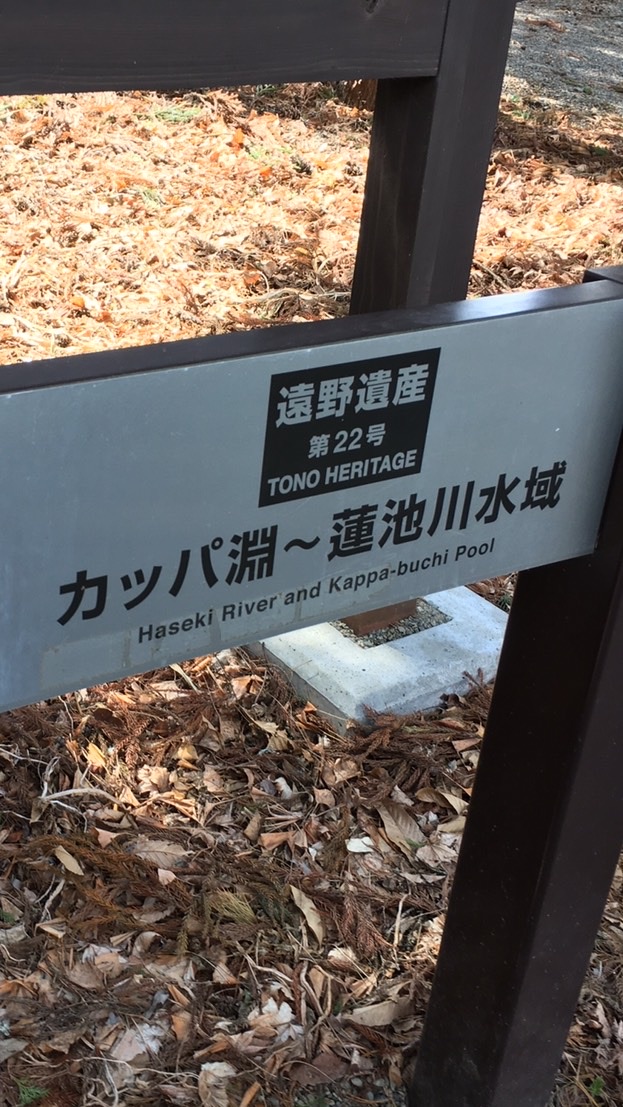 遠野遺産
第22号
TONO HERITAGE
カッパ淵～蓮池川水域
Haseki River and Kappa-buchi Pool